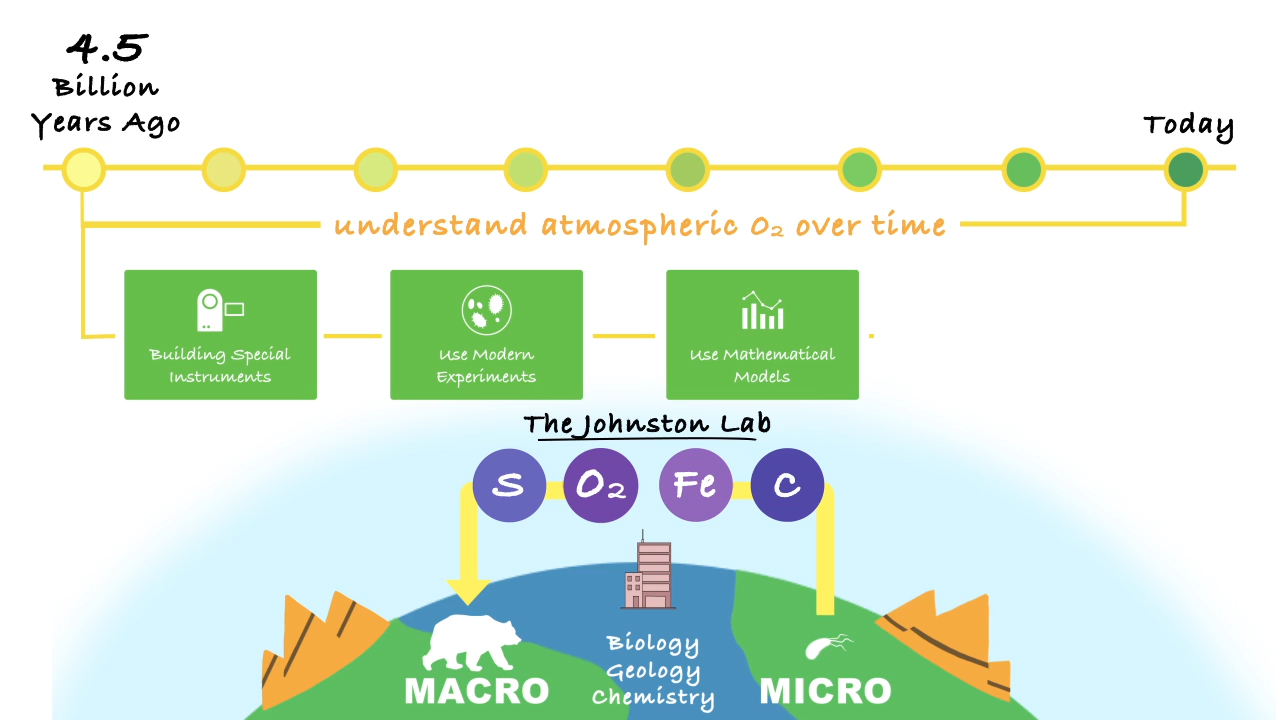 4.5
Billion
Years Ago
Today
understand atmospheric O₂ over time
Building Special
Instruments
Use Modern
Experiments
Use Mathematical
Models
The Johnston Lab
S
O₂
Fe
C
Biology
Geology
Chemistry
MACRO
MICRO